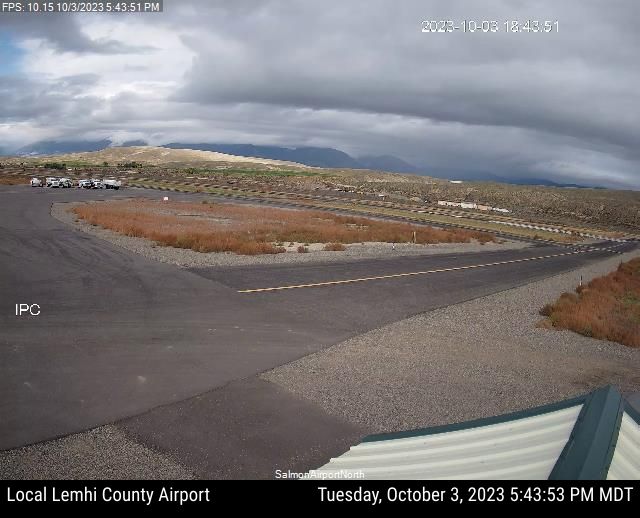 FPS: 10.15 10/3/2023 5:43:51 PM
2023-10-03 18:43:51
IPC
SalmonAirportNorth
Local Lemhi County Airport
Tuesday, October 3, 2023 5:43:53 PM MDT